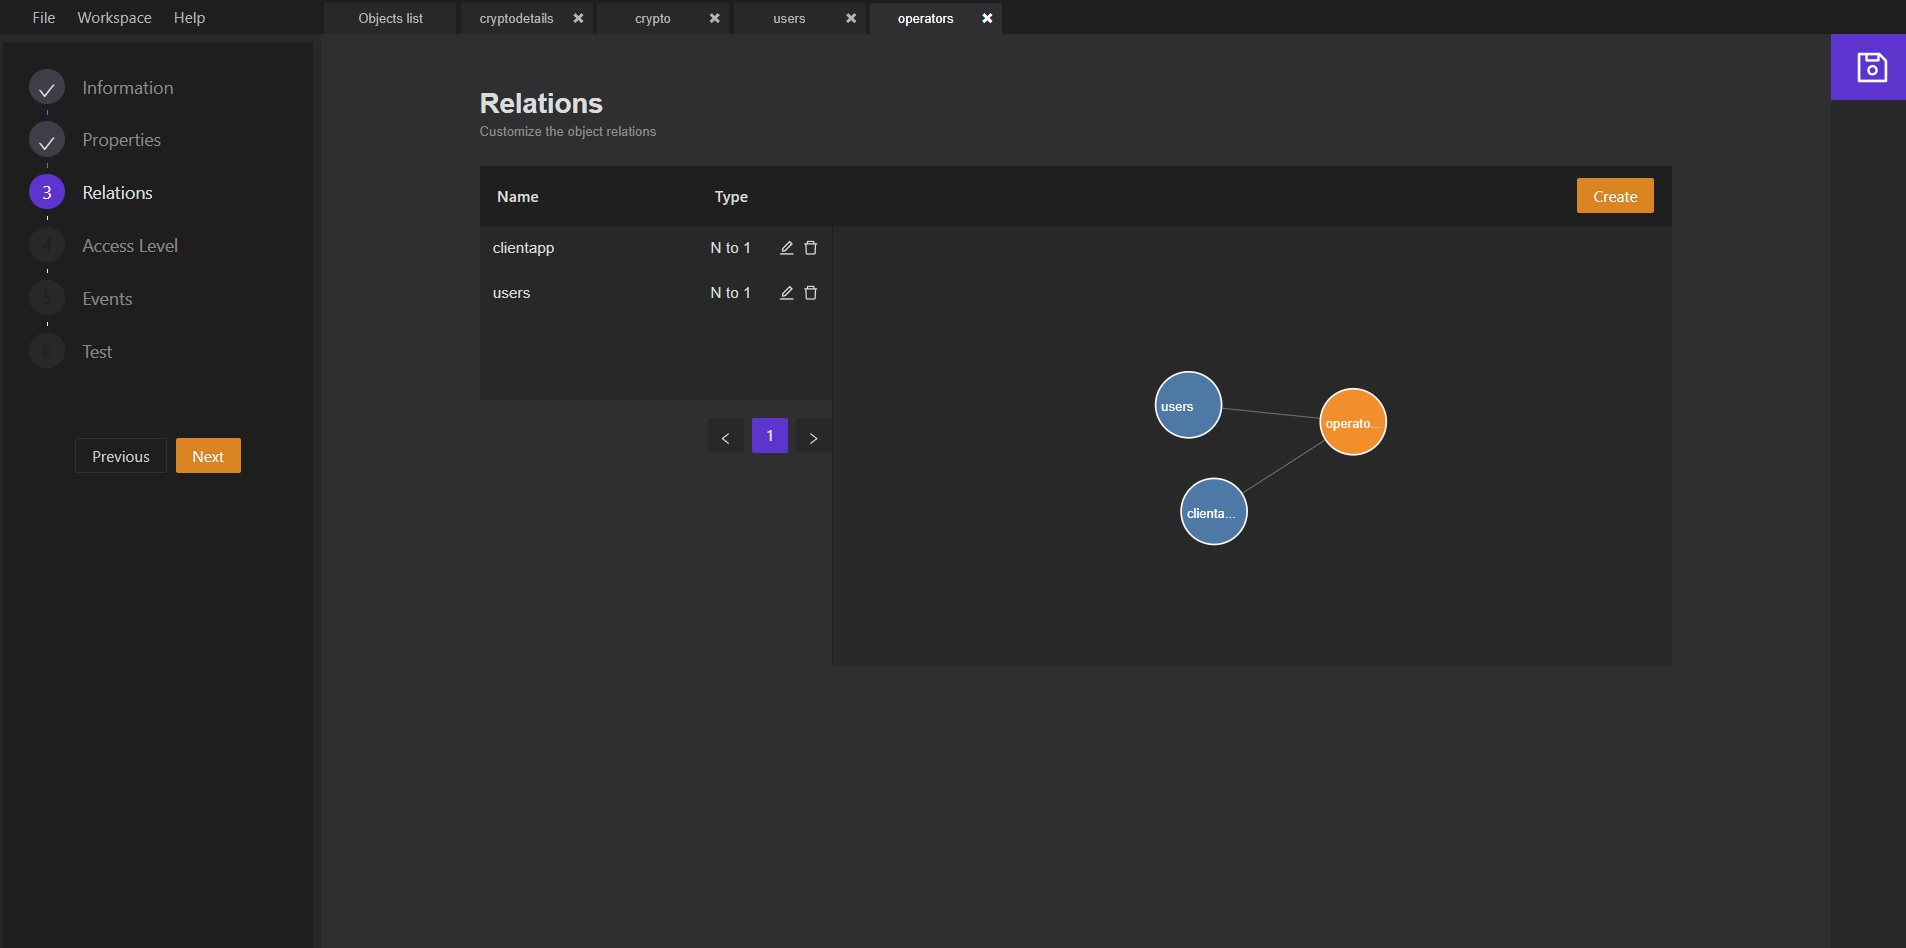 File Workspace Help Objects list cryptodetails crypto users operators
Information
Properties
3 Relations
4 Access Level
5 Events
6 Test
Previous Next
Relations
Customize the object relations
Name Type Create
clientapp N to 1
users N to 1
< 1 >
users
operato...
clienta...